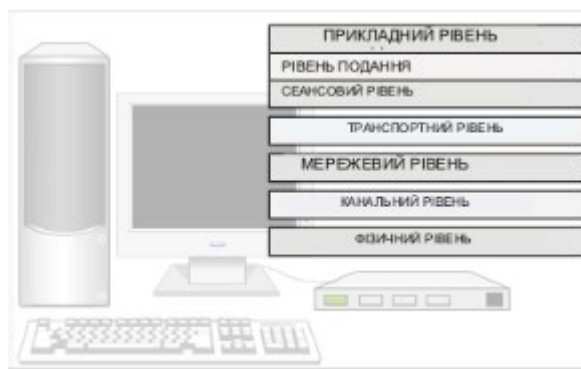 ПРИКЛАДНИЙ РІВЕНЬ
РІВЕНЬ ПОДАННЯ
СЕАНСОВИЙ РІВЕНЬ
ТРАНСПОРТНИЙ РІВЕНЬ
МЕРЕЖЕВИЙ РІВЕНЬ
КАНАЛЬНИЙ РІВЕНЬ
ФІЗИЧНИЙ РІВЕНЬ